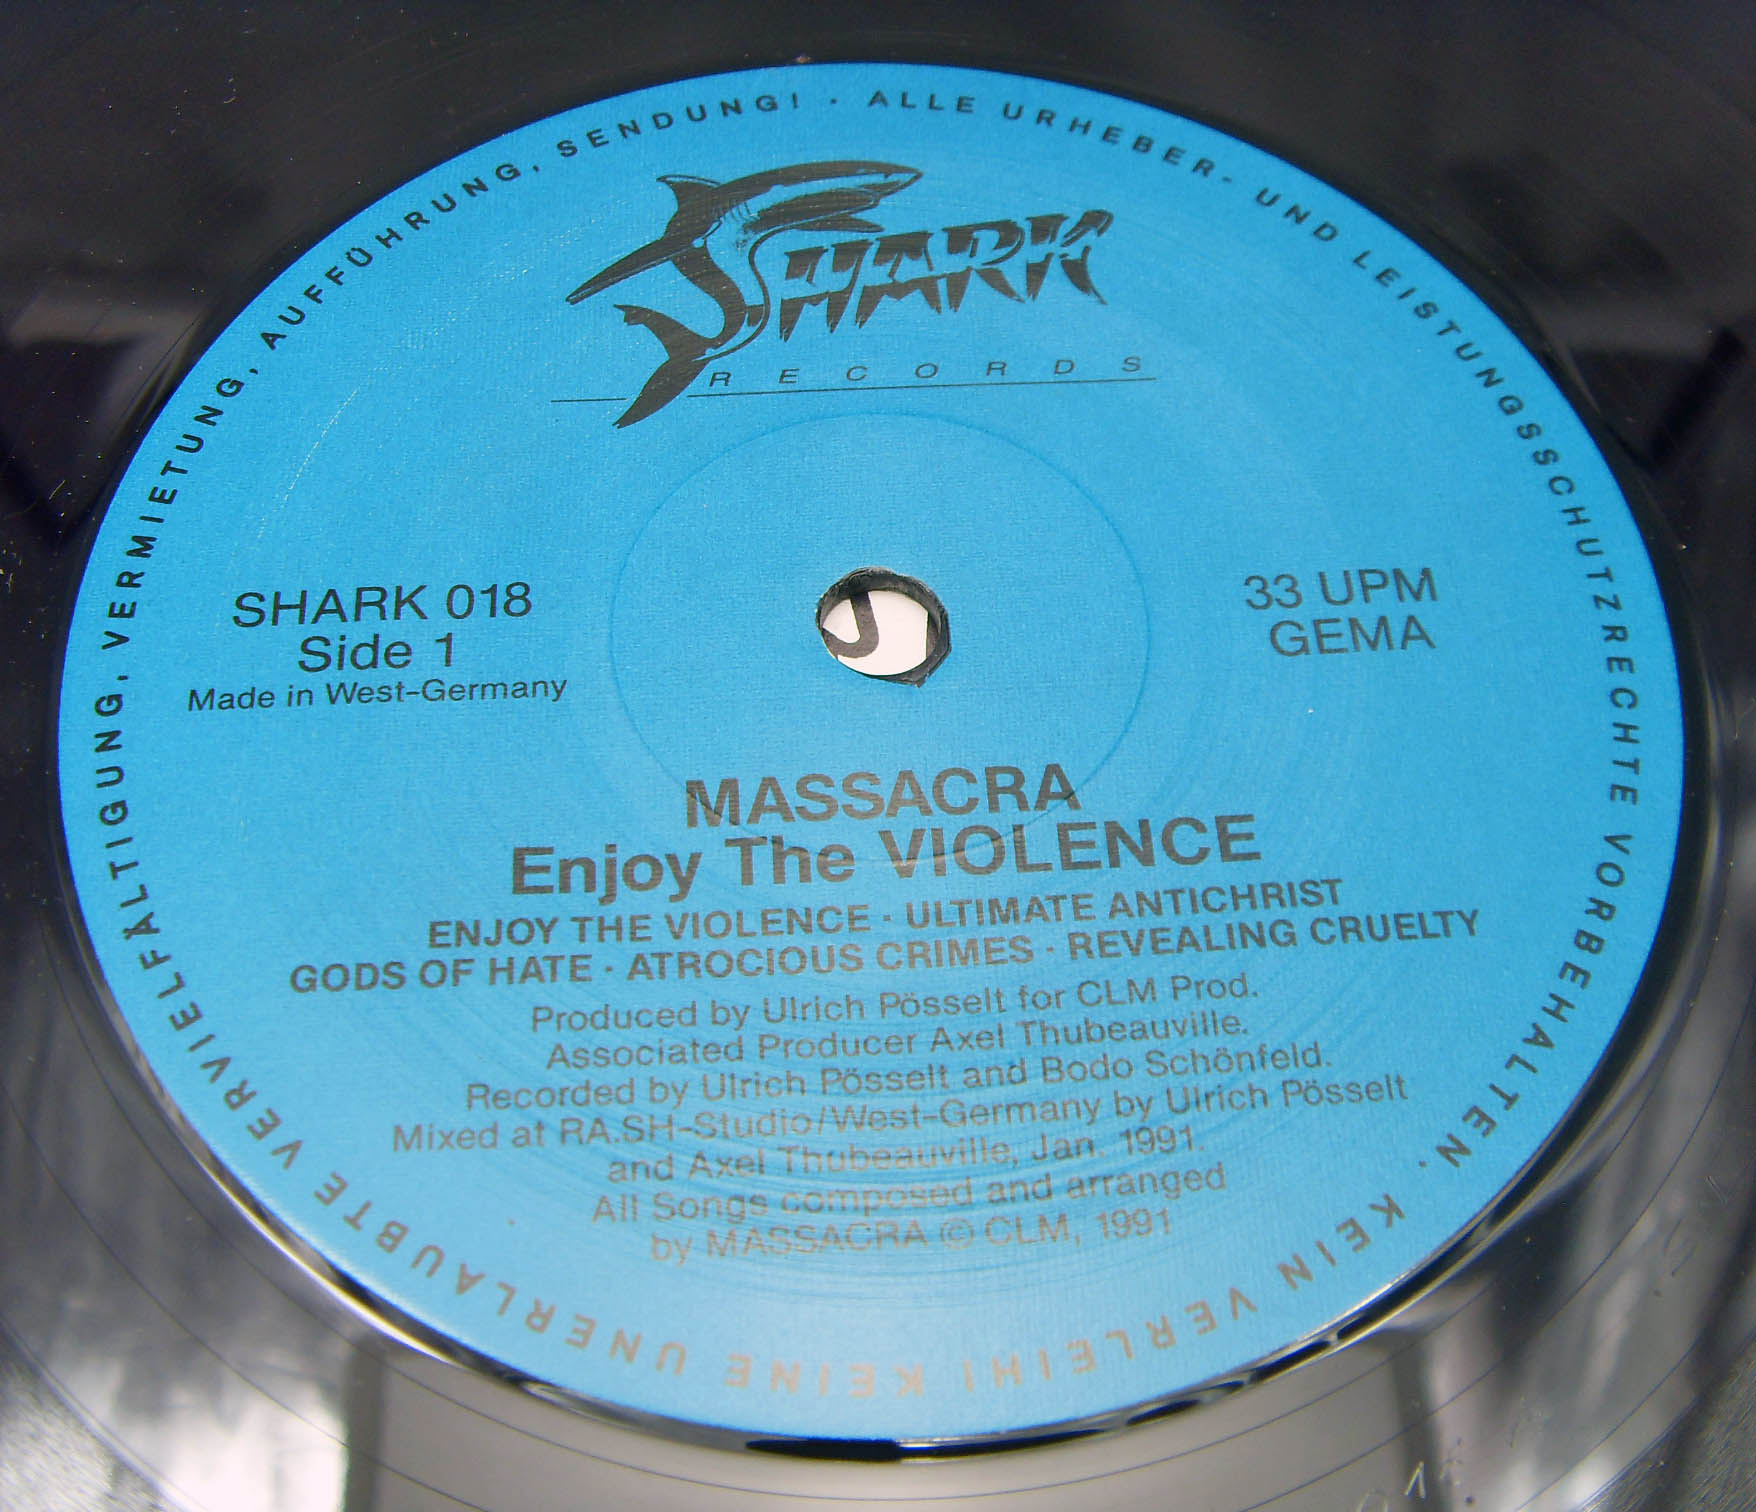 SHARK
RECORDS
SHARK 018
Side 1
Made in West-Germany
33 UPM
GEMA
MASSACRA
Enjoy The VIOLENCE
ENJOY THE VIOLENCE · ULTIMATE ANTICHRIST
GODS OF HATE · ATROCIOUS CRIMES · REVEALING CRUELTY
Produced by Ulrich Pösselt for CLM Prod.
Associated Producer Axel Thubeauville.
Recorded by Ulrich Pösselt and Bodo Schönfeld.
Mixed at RA.SH-Studio/West-Germany by Ulrich Pösselt
and Axel Thubeauville, Jan. 1991.
All Songs composed and arranged
by MASSACRA © CLM, 1991
ALLE URHEBER- UND LEISTUNGSSCHUTZRECHTE VORBEHALTEN. KEIN VERLEIH! KEINE UNERLAUBTE VERVIELFÄLTIGUNG, VERMIETUNG, AUFFÜHRUNG, SENDUNG! ·